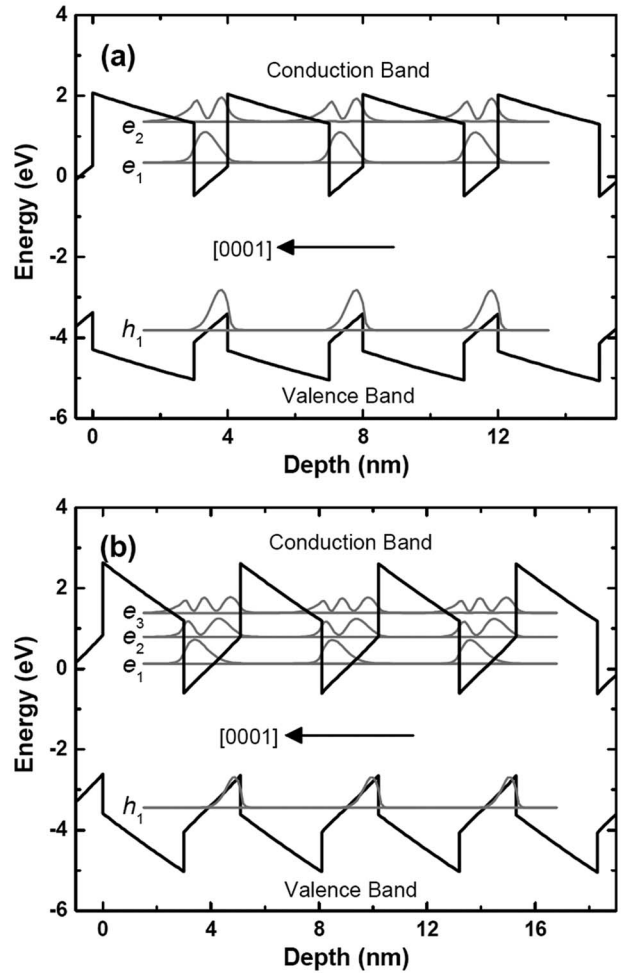 (a)
Conduction Band
4
2
0
-2
-4
-6
Energy (eV)
e2
e1
[0001]
h1
Valence Band
0 4 8 12
Depth (nm)
(b)
Conduction Band
4
2
0
-2
-4
-6
Energy (eV)
e3
e2
e1
[0001]
h1
Valence Band
0 4 8 12 16
Depth (nm)